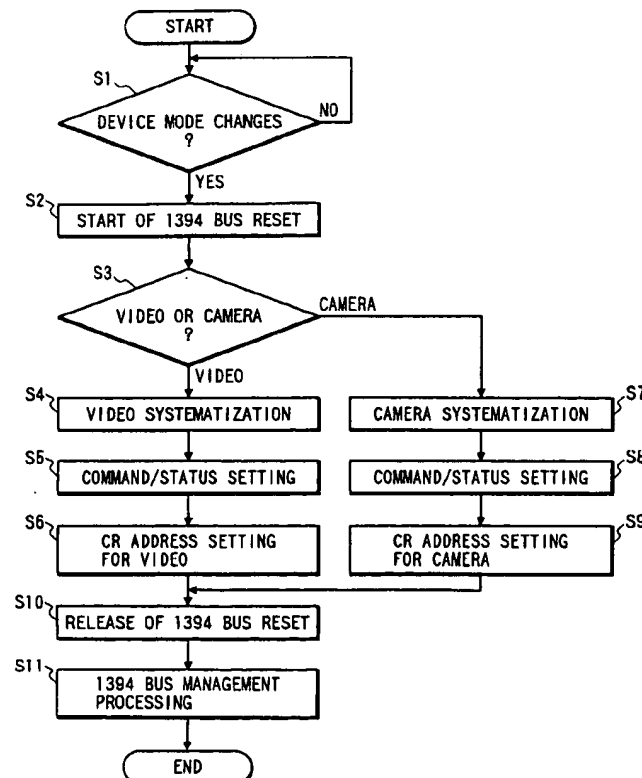 START
S1
DEVICE MODE CHANGES
?
NO
YES
S2
START OF 1394 BUS RESET
S3
VIDEO OR CAMERA
?
CAMERA
VIDEO
S4
VIDEO SYSTEMATIZATION
S7
CAMERA SYSTEMATIZATION
S5
COMMAND/STATUS SETTING
S8
COMMAND/STATUS SETTING
S6
CR ADDRESS SETTING
FOR VIDEO
S9
CR ADDRESS SETTING
FOR CAMERA
S10
RELEASE OF 1394 BUS RESET
S11
1394 BUS MANAGEMENT
PROCESSING
END